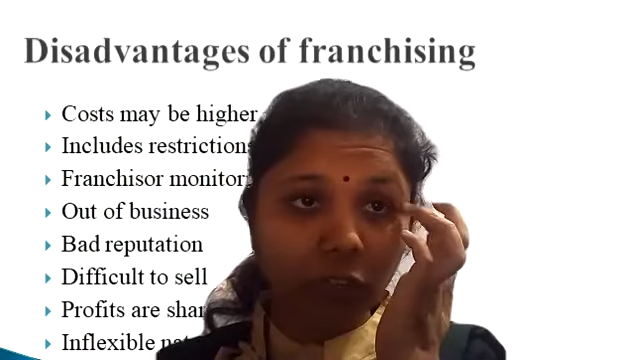 Disadvantages of franchising
Costs may be higher
Includes restrictions
Franchisor
Out of business
Bad reputation
Difficult to sell
Profits are
Inflexible